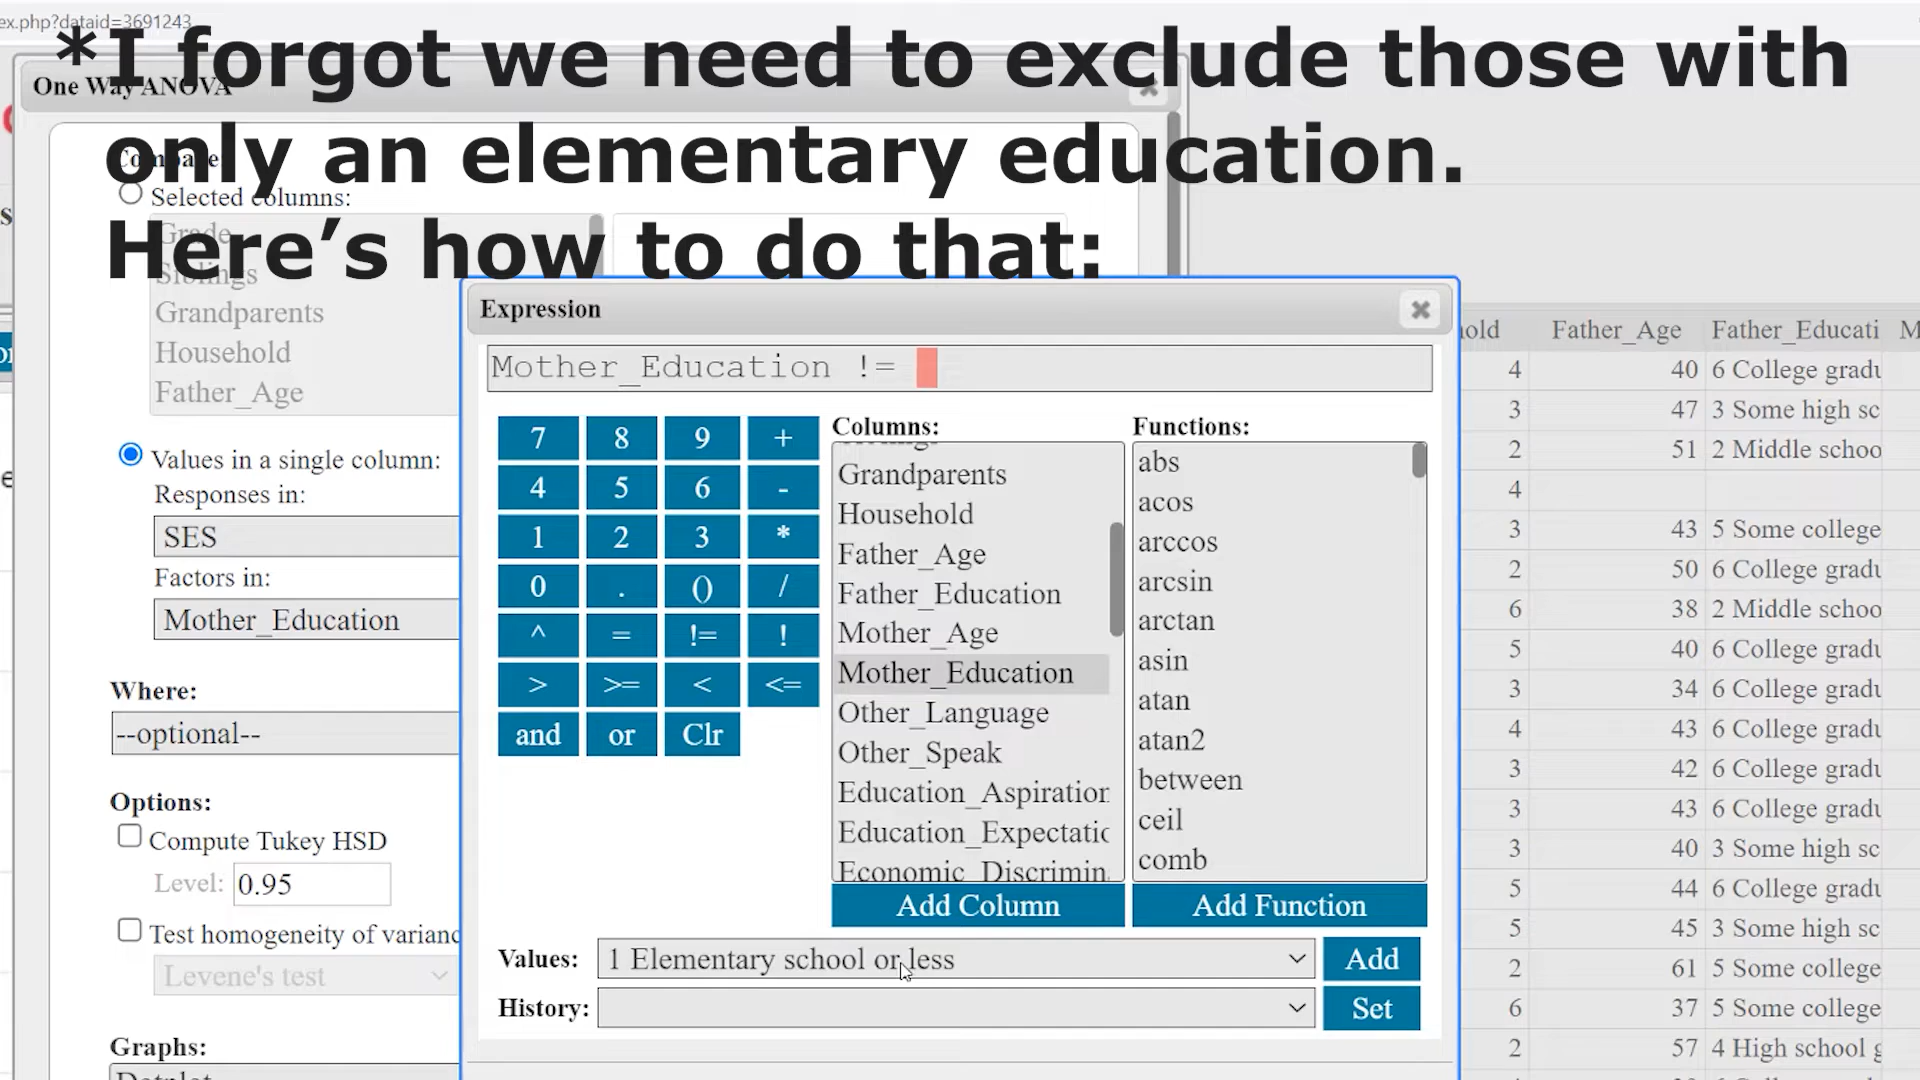 ex.php?dataid=3691243
*I forgot we need to exclude those with
only an elementary education.
Here’s how to do that:
One Way ANOVA
Compare:
Selected columns:
Grade
Siblings
Grandparents
Household
Father_Age
Values in a single column:
Responses in:
SES
Factors in:
Mother_Education
Where:
--optional--
Options:
Compute Tukey HSD
Level: 0.95
Test homogeneity of varianc
Levene's test
Graphs:
Dotplot
Expression
Mother_Education !=
7 8 9 +
4 5 6 -
1 2 3 *
0 . () /
^ = != !
> >= < <=
and or Clr
Columns:
Grandparents
Household
Father_Age
Father_Education
Mother_Age
Mother_Education
Other_Language
Other_Speak
Education_Aspiration
Education_Expectatic
Economic_Discrimin
Add Column
Functions:
abs
acos
arccos
arcsin
arctan
asin
atan
atan2
between
ceil
comb
Add Function
Values: 1 Elementary school or less Add
History: Set
old Father_Age Father_Educati M
4 40 6 College gradu
3 47 3 Some high sc
2 51 2 Middle schoo
4
3 43 5 Some college
2 50 6 College gradu
6 38 2 Middle schoo
5 40 6 College gradu
3 34 6 College gradu
4 43 6 College gradu
3 42 6 College gradu
3 43 6 College gradu
3 40 3 Some high sc
5 44 6 College gradu
5 45 3 Some high sc
2 61 5 Some college
6 37 5 Some college
2 57 4 High school g